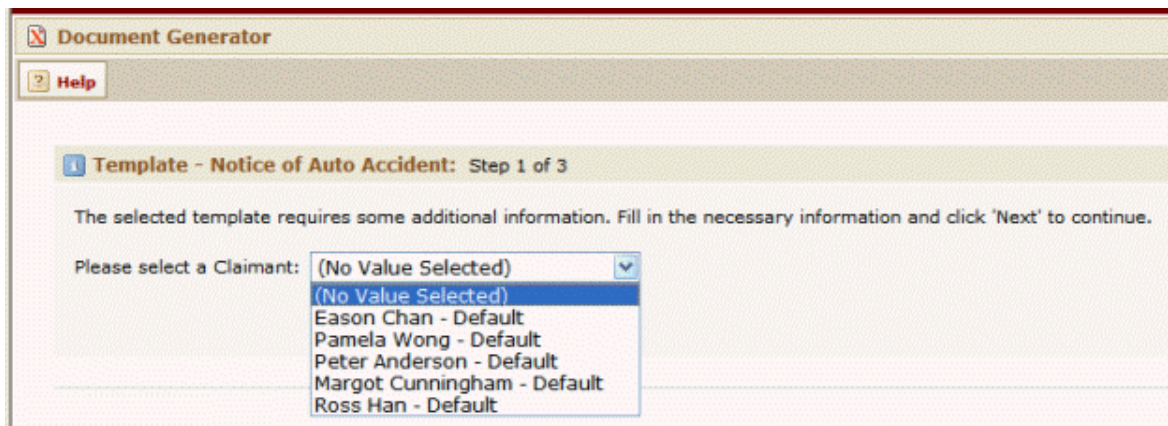 Document Generator
Help
Template - Notice of Auto Accident: Step 1 of 3
The selected template requires some additional information. Fill in the necessary information and click 'Next' to continue.
Please select a Claimant: (No Value Selected)
(No Value Selected)
Eason Chan - Default
Pamela Wong - Default
Peter Anderson - Default
Margot Cunningham - Default
Ross Han - Default